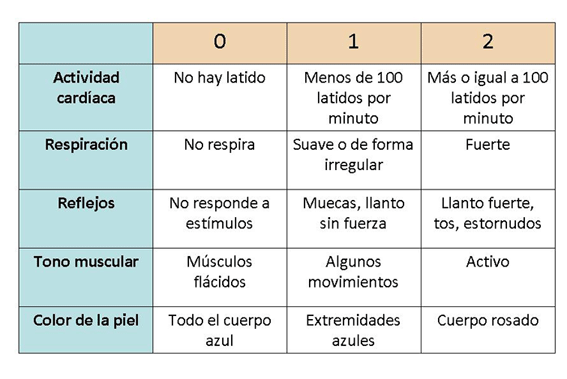 0 1 2
Actividad cardíaca No hay latido Menos de 100 latidos por minuto Más o igual a 100 latidos por minuto
Respiración No respira Suave o de forma irregular Fuerte
Reflejos No responde a estímulos Muecas, llanto sin fuerza Llanto fuerte, tos, estornudos
Tono muscular Músculos flácidos Algunos movimientos Activo
Color de la piel Todo el cuerpo azul Extremidades azules Cuerpo rosado